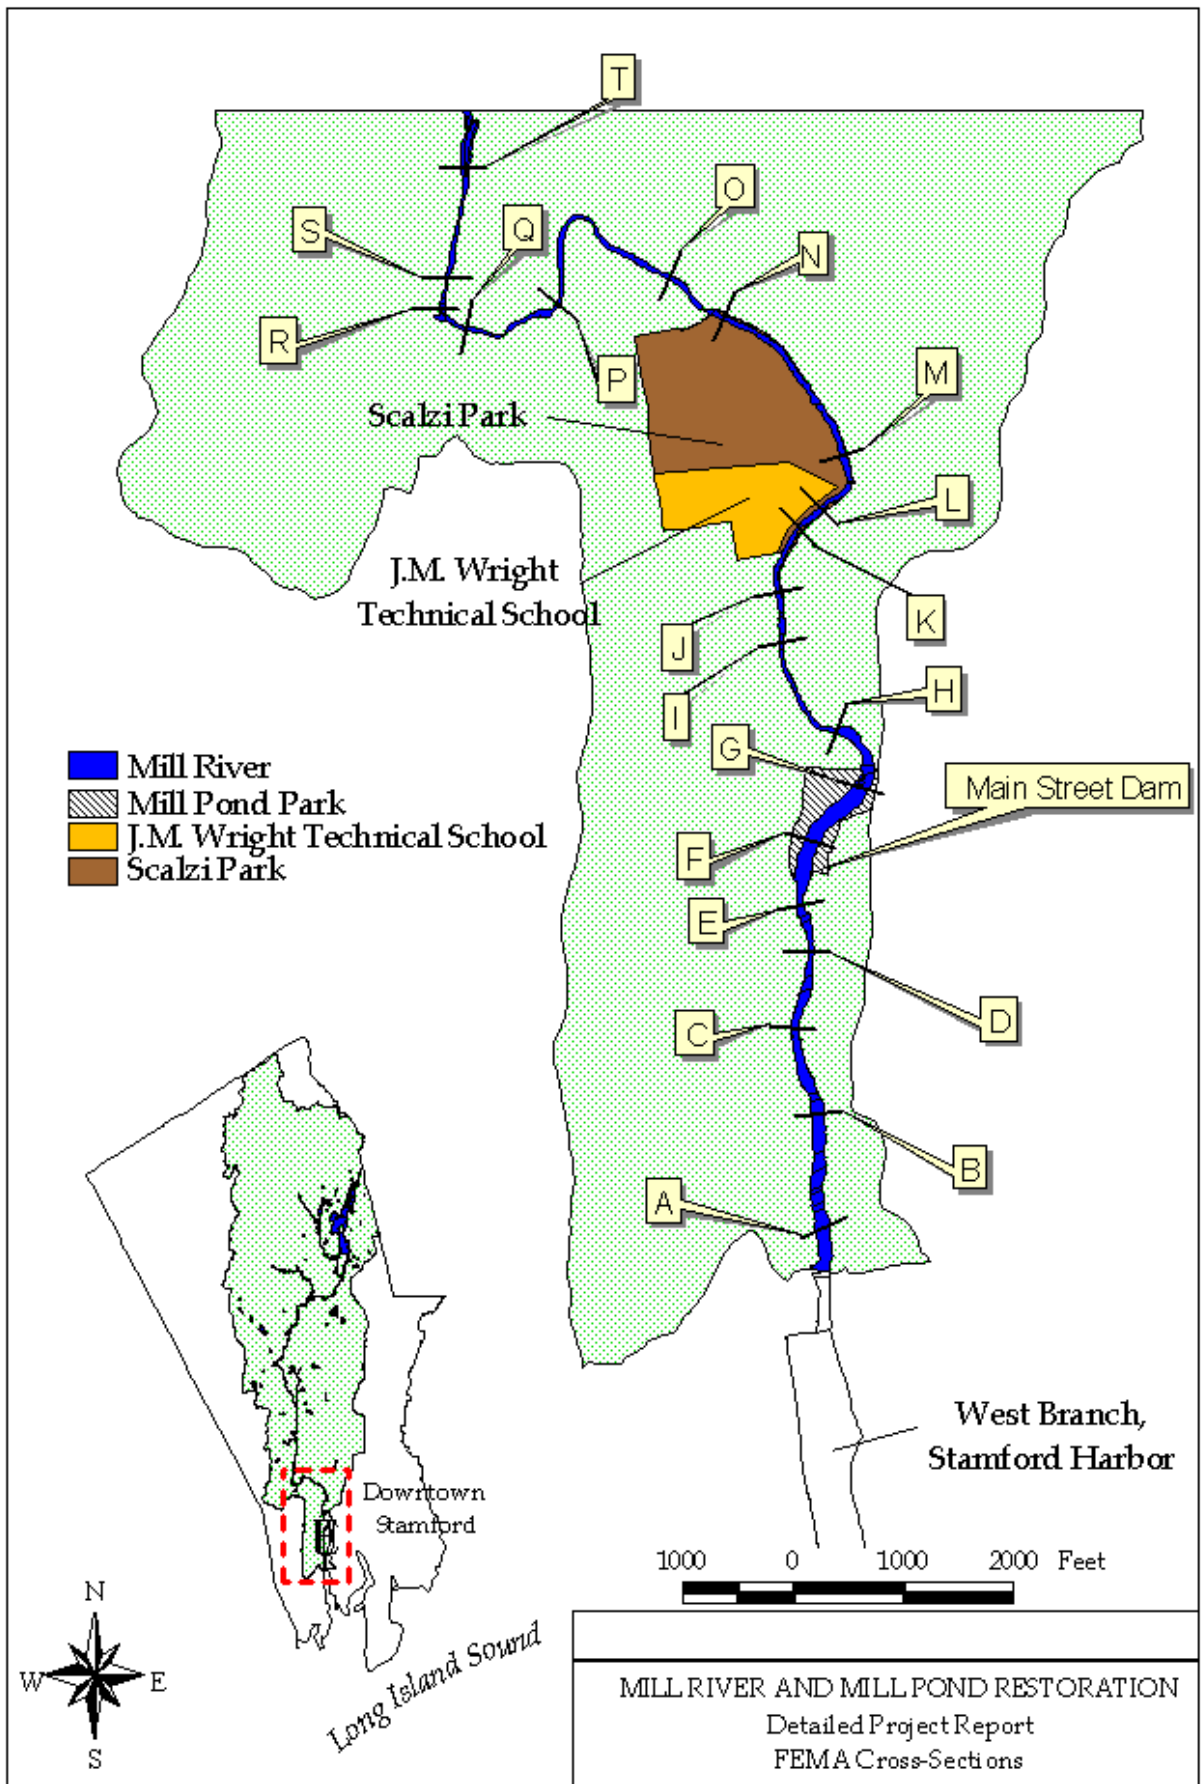 T
O
Q
S
N
R
P
M
Scalzi Park
L
J.M. Wright
Technical School
K
J
I
H
G
Main Street Dam
Mill River
Mill Pond Park
J.M. Wright Technical School
Scalzi Park
F
E
D
C
B
A
West Branch,
Stamford Harbor
Downtown
Stamford
1000 0 1000 2000 Feet
N
W E
S
Long Island Sound
MILL RIVER AND MILL POND RESTORATION
Detailed Project Report
FEMA Cross-Sections